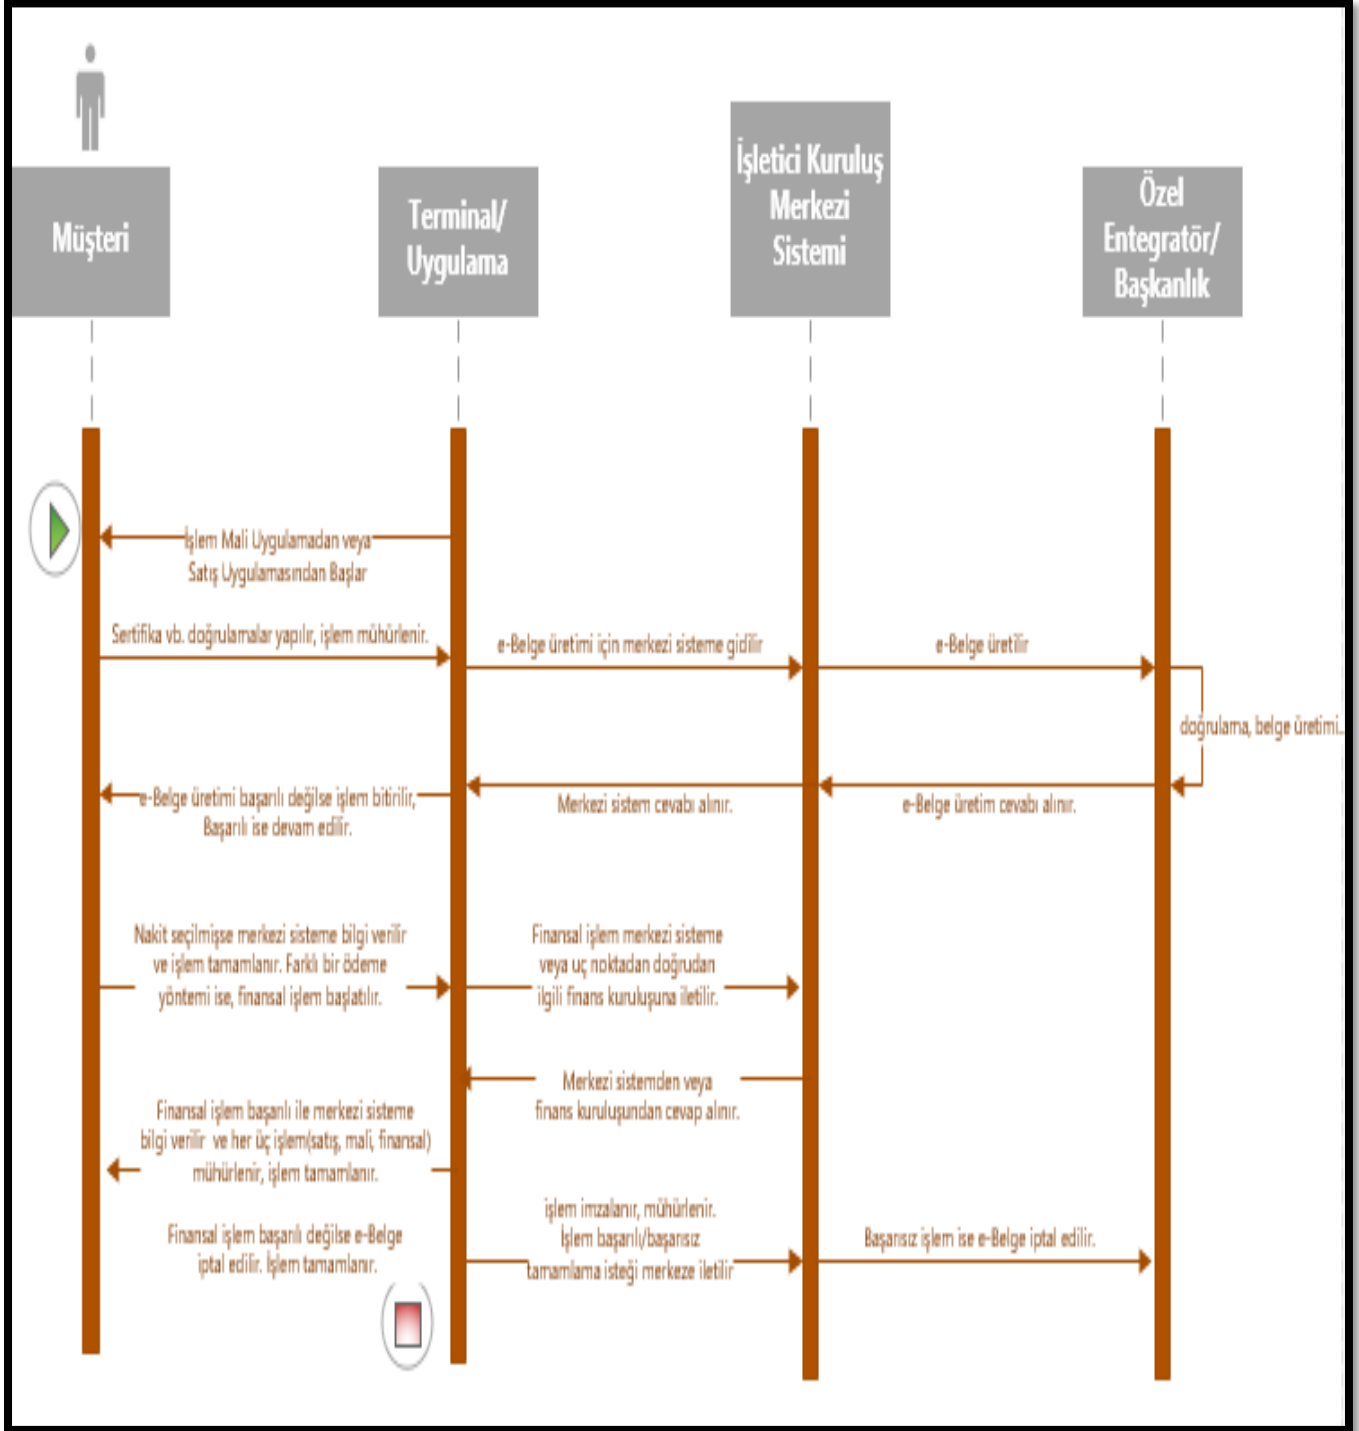 Müşteri
Terminal/
Uygulama
İşletici Kuruluş
Merkezi
Sistemi
Özel
Entegratör/
Başkanlık
İşlem Mali Uygulamadan veya
Satış Uygulamasından Başlar
Sertifika vb. doğrulamalar yapılır, işlem mühürlenir.
e-Belge üretimi için merkezi sisteme gidilir
e-Belge üretilir
doğrulama, belge üretimi..
e-Belge üretimi başarılı değilse işlem bitirilir,
Başarılı ise devam edilir.
Merkezi sistem cevabı alınır.
e-Belge üretim cevabı alınır.
Nakit seçilmişse merkezi sisteme bilgi verilir
ve işlem tamamlanır. Farklı bir ödeme
yöntemi ise, finansal işlem başlatılır.
Finansal işlem merkezi sisteme
veya uç noktadan doğrudan
ilgili finans kuruluşuna iletilir.
Merkezi sistemden veya
finans kuruluşundan cevap alınır.
Finansal işlem başarılı ile merkezi sisteme
bilgi verilir ve her üç işlem(satış, mali, finansal)
mühürlenir, işlem tamamlanır.
Finansal işlem başarılı değilse e-Belge
iptal edilir. İşlem tamamlanır.
işlem imzalanır, mühürlenir.
İşlem başarılı/başarısız
tamamlama isteği merkeze iletilir
Başarısız işlem ise e-Belge iptal edilir.